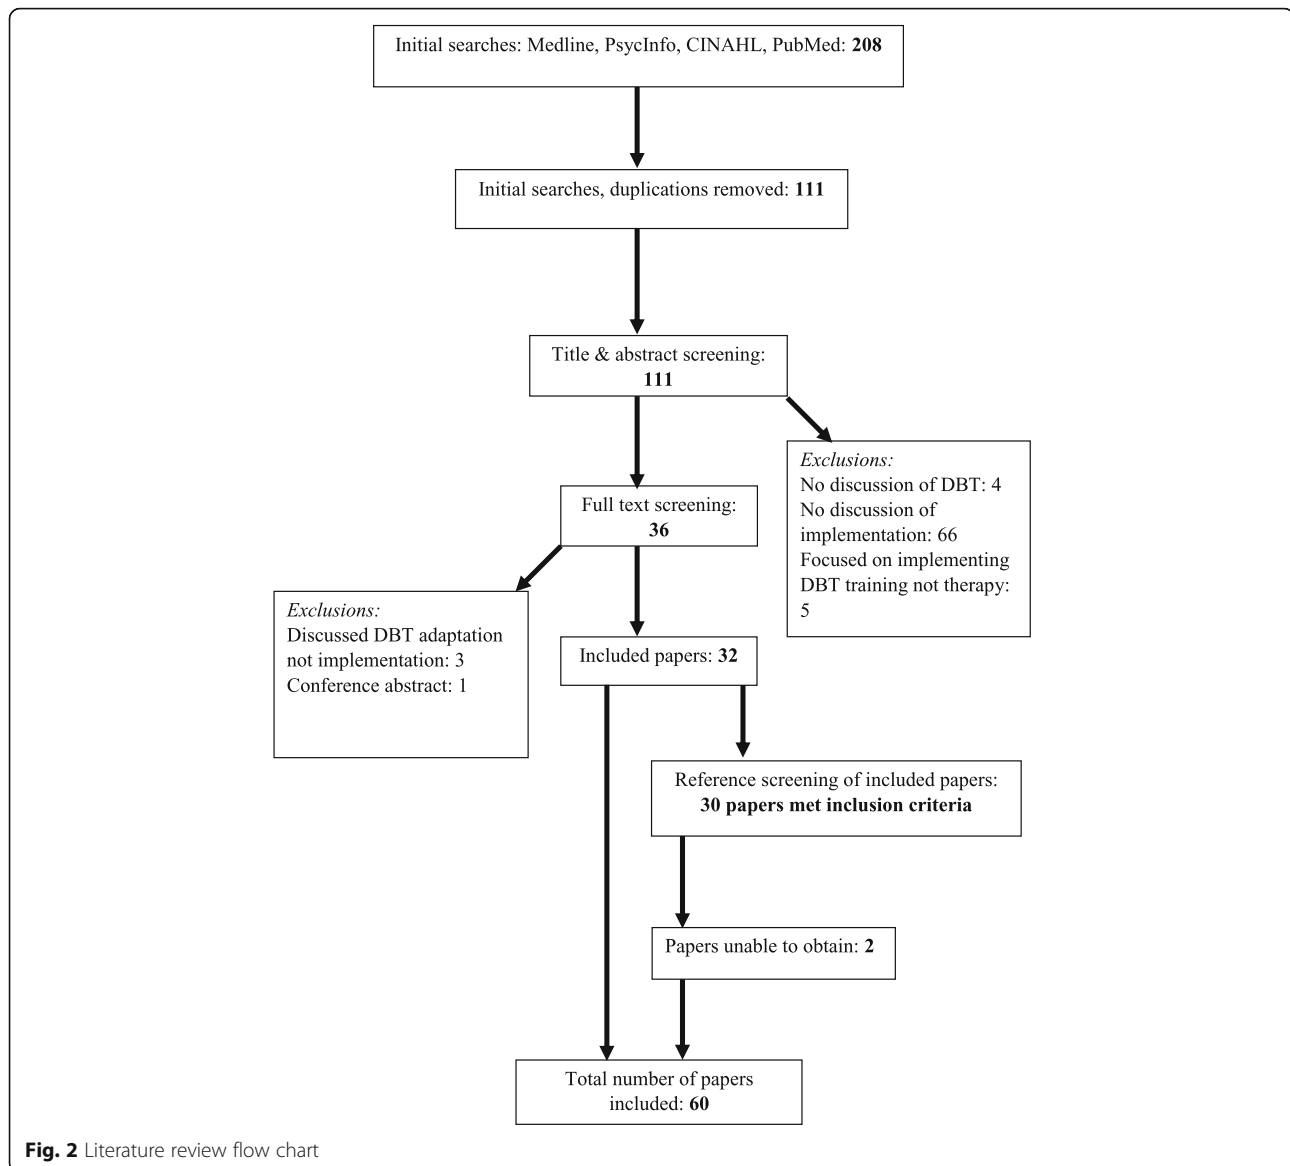 Initial searches: Medline, PsycInfo, CINAHL, PubMed: 208
Initial searches, duplications removed: 111
Title & abstract screening:
111
Exclusions:
No discussion of DBT: 4
No discussion of
implementation: 66
Focused on implementing
DBT training not therapy:
5
Full text screening:
36
Exclusions:
Discussed DBT adaptation
not implementation: 3
Conference abstract: 1
Included papers: 32
Reference screening of included papers:
30 papers met inclusion criteria
Papers unable to obtain: 2
Total number of papers
included: 60
Fig. 2 Literature review flow chart